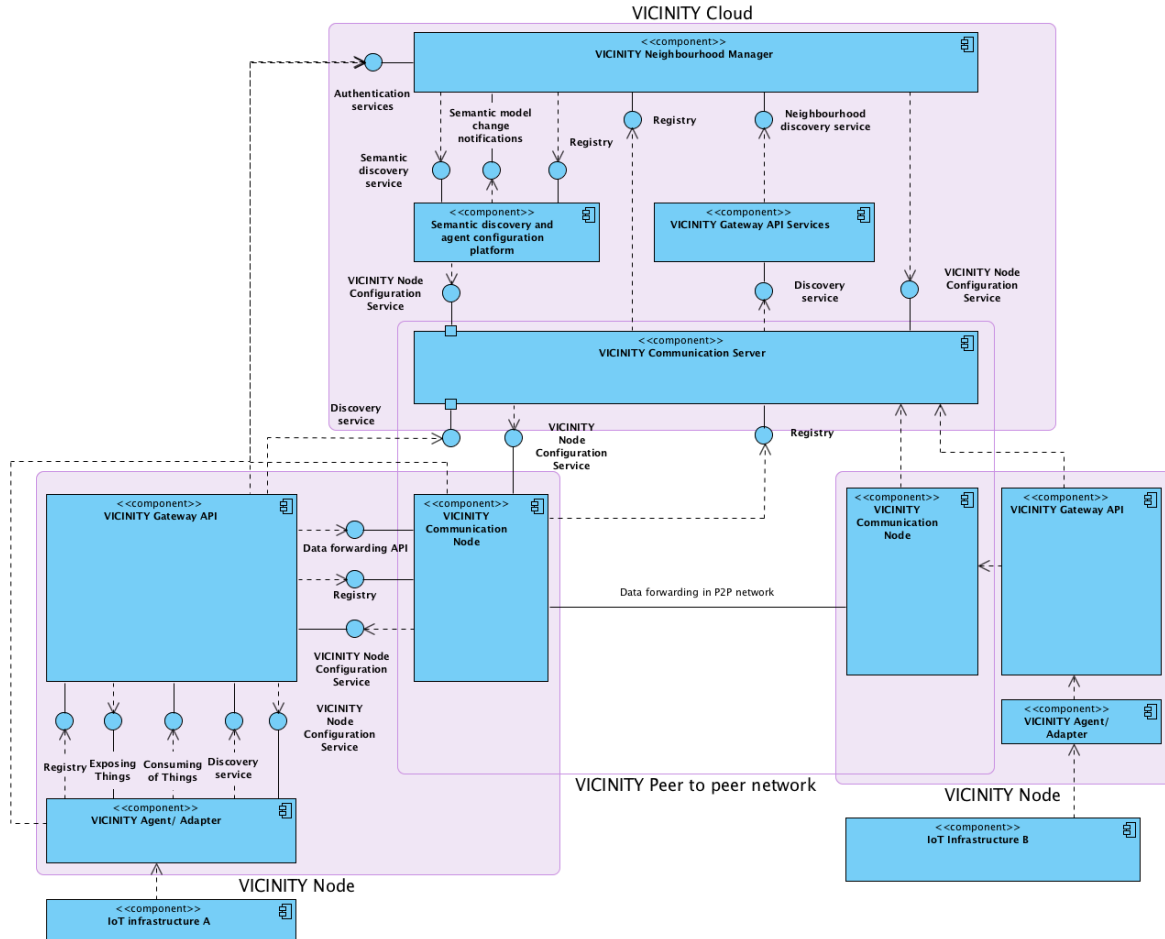 VICINITY Cloud
<<component>>
VICINITY Neighbourhood Manager
Authentication
services
Semantic model
change
notifications
Registry
Semantic
discovery
service
Registry
Neighbourhood
discovery service
<<component>>
Semantic discovery and
agent configuration
platform
<<component>>
VICINITY Gateway API Services
VICINITY Node
Configuration
Service
Discovery
service
VICINITY Node
Configuration
Service
<<component>>
VICINITY Communication Server
Discovery
service
VICINITY
Node
Configuration
Service
Registry
<<component>>
VICINITY Gateway API
<<component>>
VICINITY
Communication
Node
Data forwarding API
Registry
VICINITY Node
Configuration
Service
Data forwarding in P2P network
<<component>>
VICINITY
Communication
Node
<<component>>
VICINITY Gateway API
<<component>>
VICINITY Agent/
Adapter
VICINITY
Node
Configuration
Service
Registry
Exposing
Things
Consuming
of Things
Discovery
service
<<component>>
VICINITY Agent/ Adapter
VICINITY Peer to peer network
VICINITY Node
<<component>>
IoT Infrastructure B
VICINITY Node
<<component>>
IoT infrastructure A